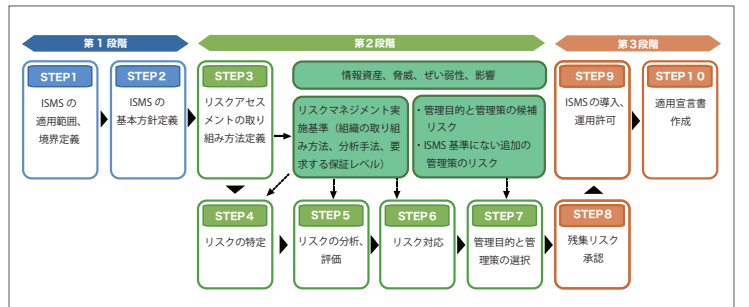 第1段階
第2段階
第3段階
STEP1
ISMS の
適用範囲、
境界定義
STEP2
ISMS の
基本方針定義
STEP3
リスクアセス
メントの取り
組み方法定義
情報資産、脅威、ぜい弱性、影響
リスクマネジメント実
施基準（組織の取り組
み方法、分析手法、要
求する保証レベル）
・管理目的と管理策の候補
リスク
・ISMS 基準にない追加の
管理策のリスク
STEP9
ISMS の導入、
運用許可
STEP10
適用宣言書
作成
STEP4
リスクの特定
STEP5
リスクの分析、
評価
STEP6
リスク対応
STEP7
管理目的と管
理策の選択
STEP8
残集リスク
承認